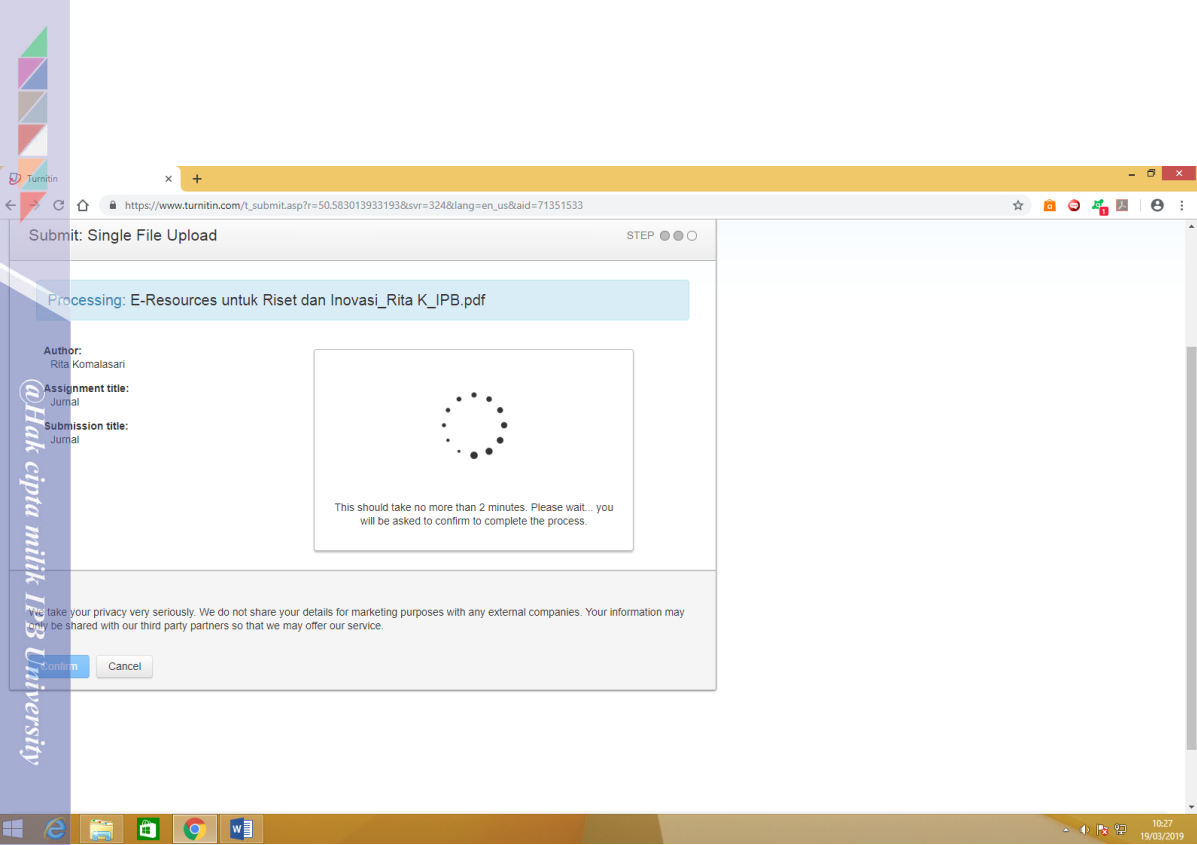 Turnitin
https://www.turnitin.com/t_submit.asp?r=50.583013933193&svr=324&lang=en_us&aid=71351533
Submit: Single File Upload
STEP
Processing: E-Resources untuk Riset dan Inovasi_Rita K_IPB.pdf
Author:
Rita Komalasari
Assignment title:
Jurnal
Submission title:
Jurnal
This should take no more than 2 minutes. Please wait... you
will be asked to confirm to complete the process.
We take your privacy very seriously. We do not share your details for marketing purposes with any external companies. Your information may
only be shared with our third party partners so that we may offer our service.
Confirm
Cancel
@Hak cipta milik IPB University
10:27
19/03/2019